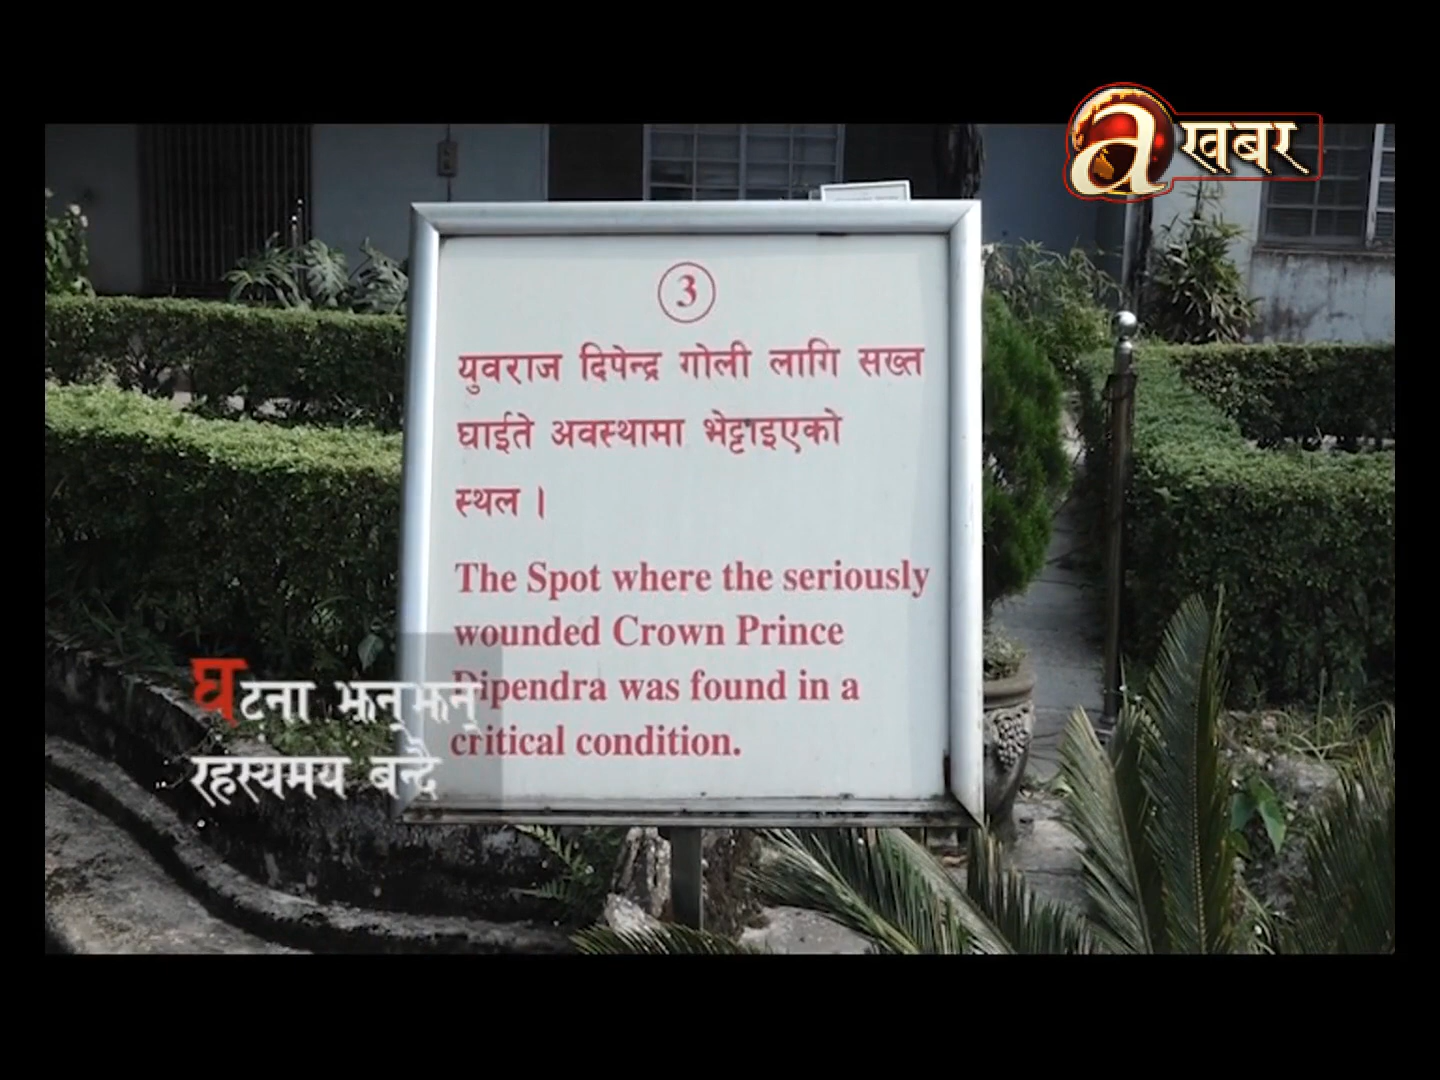 a खबर
3
युवराज दिपेन्द्र गोली लागि सख्त
घाईते अवस्थामा भेट्टाइएको
स्थल ।
The Spot where the seriously
wounded Crown Prince
Dipendra was found in a
critical condition.
घटना झन्झन्
रहस्यमय बन्दै